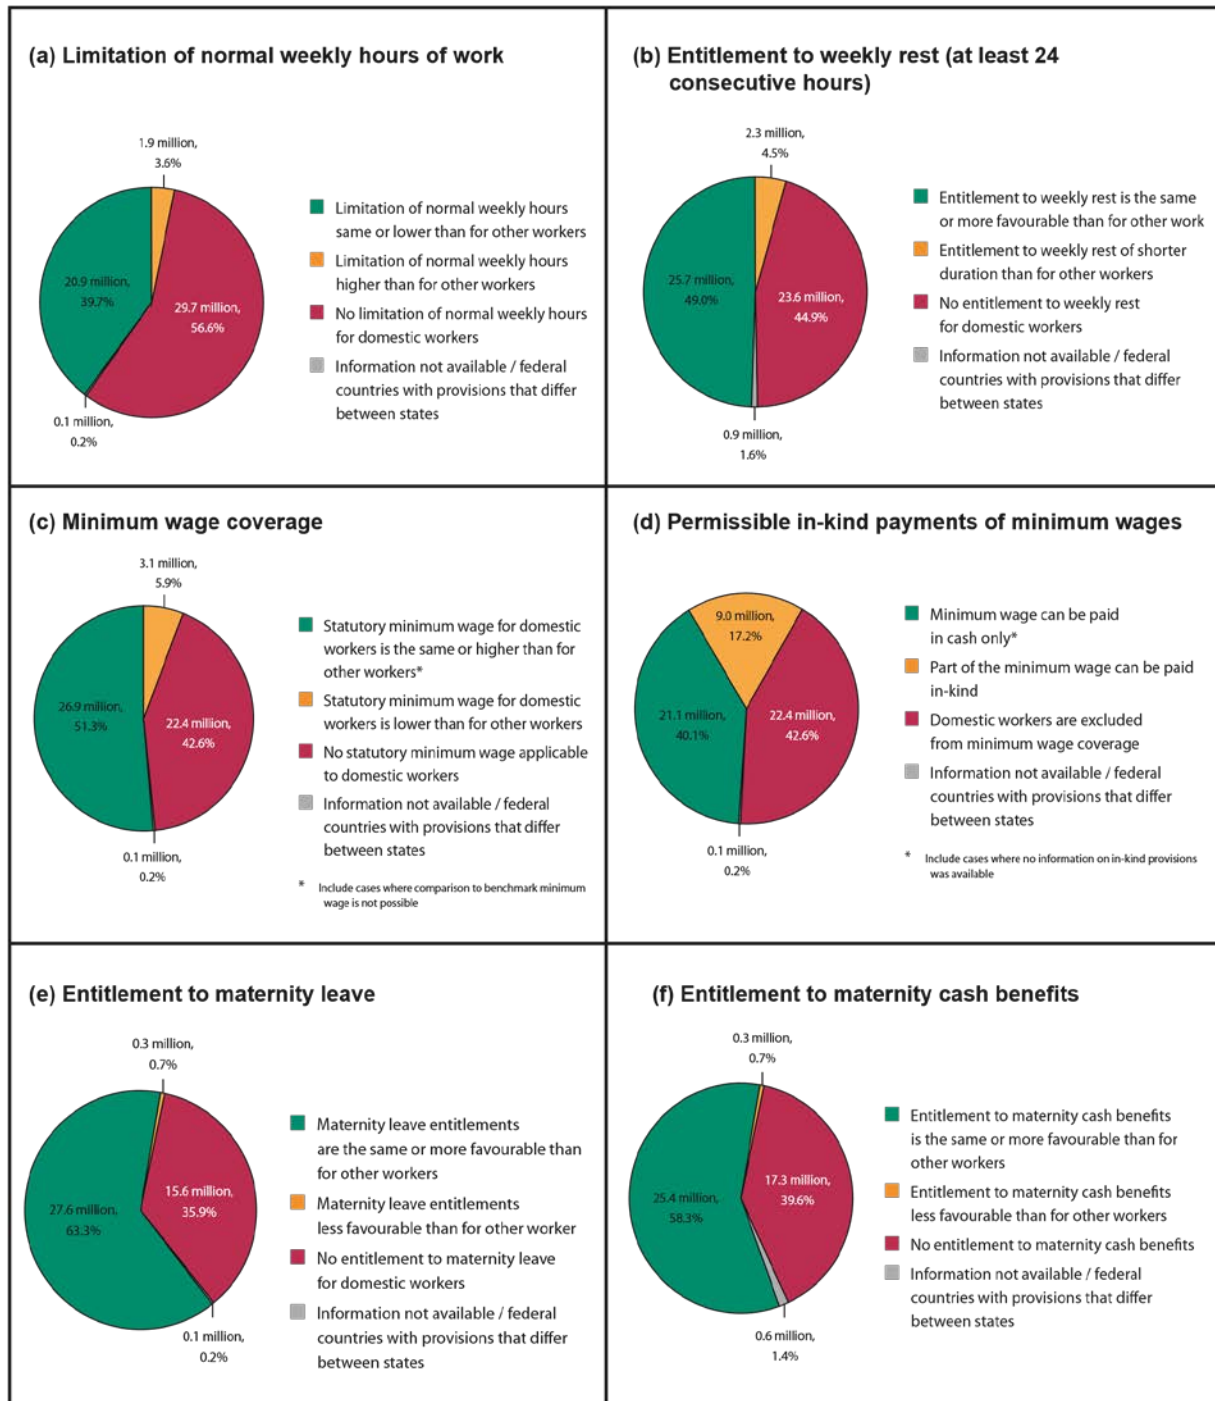 (a) Limitation of normal weekly hours of work
1.9 million,
3.6%
20.9 million,
39.7%
29.7 million,
56.6%
0.1 million,
0.2%
Limitation of normal weekly hours
same or lower than for other workers
Limitation of normal weekly hours
higher than for other workers
No limitation of normal weekly hours
for domestic workers
Information not available / federal
countries with provisions that differ
between states
(b) Entitlement to weekly rest (at least 24
consecutive hours)
2.3 million,
4.5%
25.7 million,
49.0%
23.6 million,
44.9%
0.9 million,
1.6%
Entitlement to weekly rest is the same
or more favourable than for other work
Entitlement to weekly rest of shorter
duration than for other workers
No entitlement to weekly rest
for domestic workers
Information not available / federal
countries with provisions that differ
between states
(c) Minimum wage coverage
3.1 million,
5.9%
26.9 million,
51.3%
22.4 million,
42.6%
0.1 million,
0.2%
Statutory minimum wage for domestic
workers is the same or higher than for
other workers*
Statutory minimum wage for domestic
workers is lower than for other workers
No statutory minimum wage applicable
to domestic workers
Information not available / federal
countries with provisions that differ
between states
* Include cases where comparison to benchmark minimum
wage is not possible
(d) Permissible in-kind payments of minimum wages
9.0 million,
17.2%
21.1 million,
40.1%
22.4 million,
42.6%
0.1 million,
0.2%
Minimum wage can be paid
in cash only*
Part of the minimum wage can be paid
in-kind
Domestic workers are excluded
from minimum wage coverage
Information not available / federal
countries with provisions that differ
between states
* Include cases where no information on in-kind provisions
was available
(e) Entitlement to maternity leave
0.3 million,
0.7%
27.6 million,
63.3%
15.6 million,
35.9%
0.1 million,
0.2%
Maternity leave entitlements
are the same or more favourable than
for other workers
Maternity leave entitlements
less favourable than for other worker
No entitlement to maternity leave
for domestic workers
Information not available / federal
countries with provisions that differ
between states
(f) Entitlement to maternity cash benefits
0.3 million,
0.7%
25.4 million,
58.3%
17.3 million,
39.6%
0.6 million,
1.4%
Entitlement to maternity cash benefits
is the same or more favourable than for
other workers
Entitlement to maternity cash benefits
less favourable than for other workers
No entitlement to maternity cash benefits
Information not available / federal
countries with provisions that differ
between states